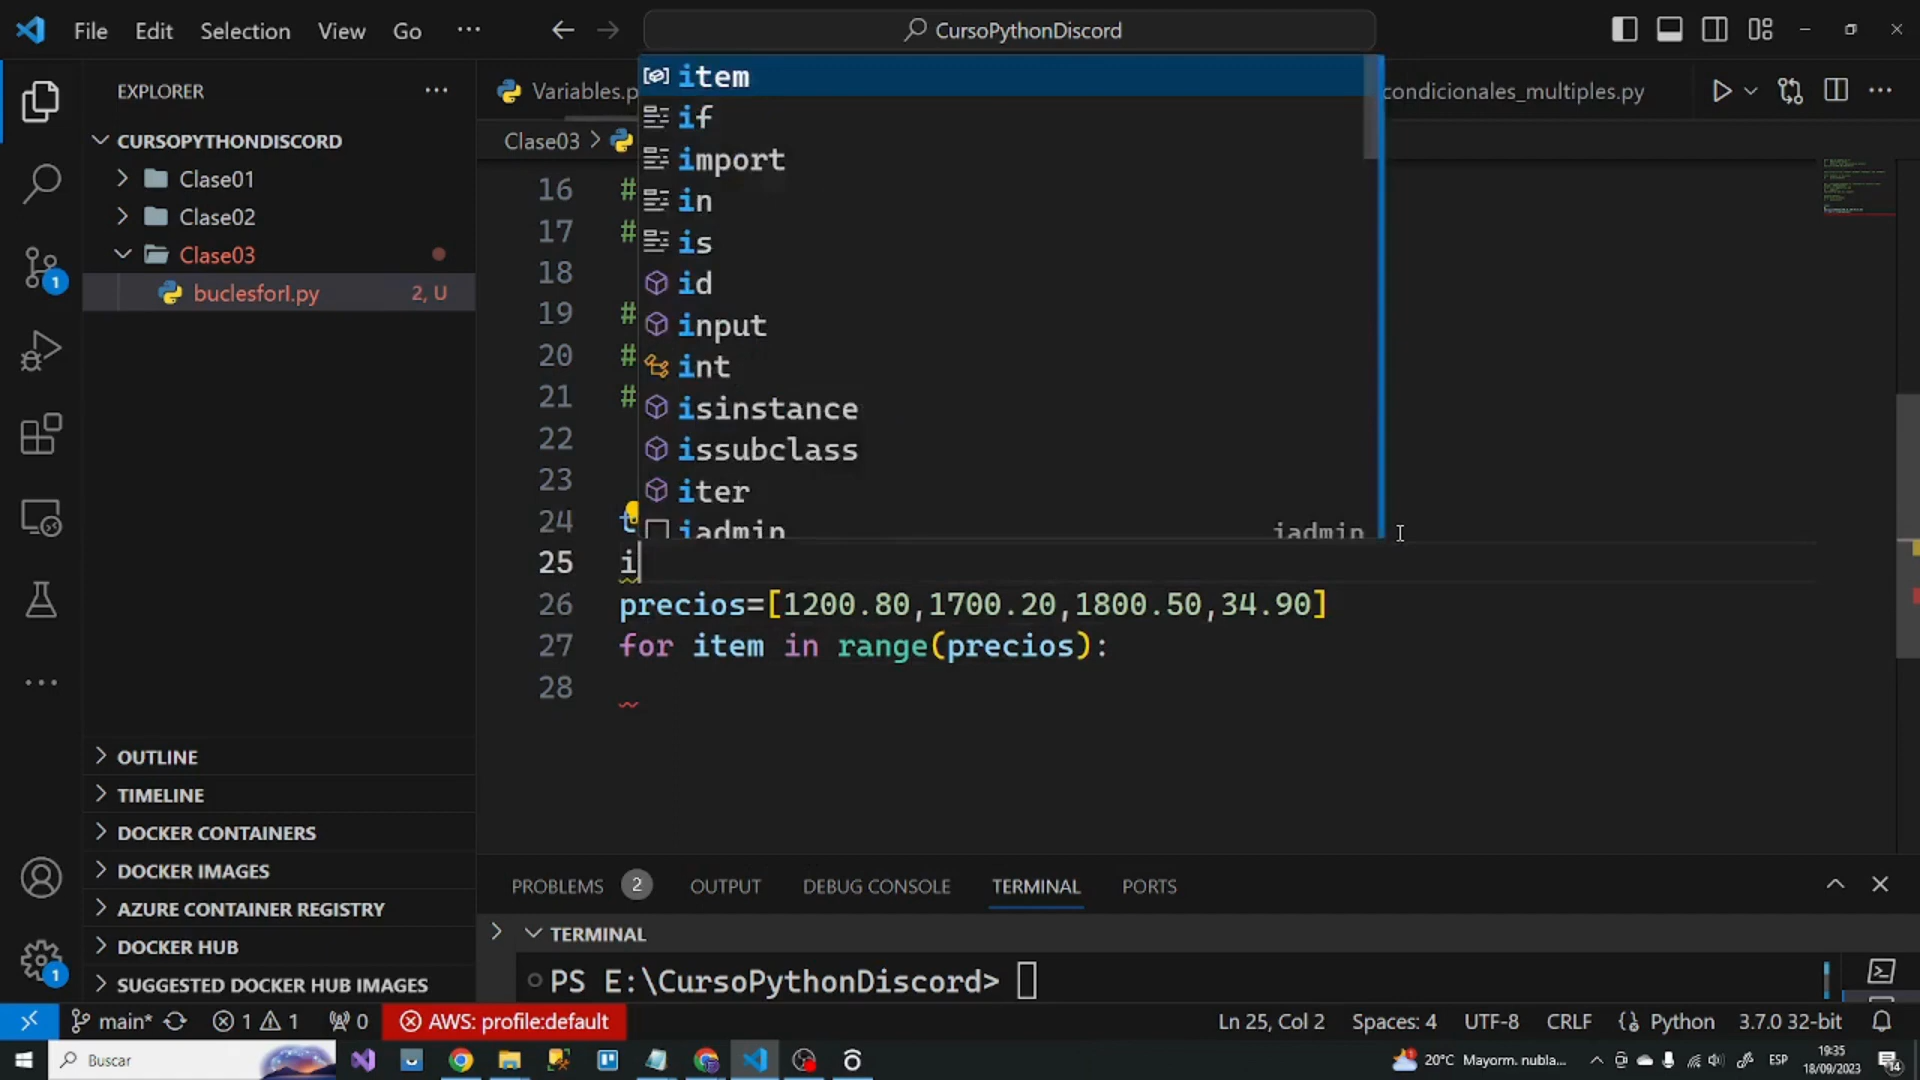 File Edit Selection View Go ··· CursoPythonDiscord
EXPLORER ···
CURSOPYTHONDISCORD
Clase01
Clase02
Clase03
buclesforI.py 2, U
OUTLINE
TIMELINE
DOCKER CONTAINERS
DOCKER IMAGES
AZURE CONTAINER REGISTRY
DOCKER HUB
SUGGESTED DOCKER HUB IMAGES
Variables.p condicionales_multiples.py
Clase03 >
item
if
import
in
is
id
input
int
isinstance
issubclass
iter
iadmin iadmin
16 #
17 #
18
19 #
20 #
21 #
22
23
24 t
25 i
26 precios=[1200.80,1700.20,1800.50,34.90]
27 for item in range(precios):
28
PROBLEMS 2 OUTPUT DEBUG CONSOLE TERMINAL PORTS
TERMINAL
PS E:\CursoPythonDiscord>
1
1
main* 1 1 0 AWS: profile:default Ln 25, Col 2 Spaces: 4 UTF-8 CRLF {} Python 3.7.0 32-bit
Buscar 20°C Mayorm. nubla... ESP 19:35
18/09/2023 14